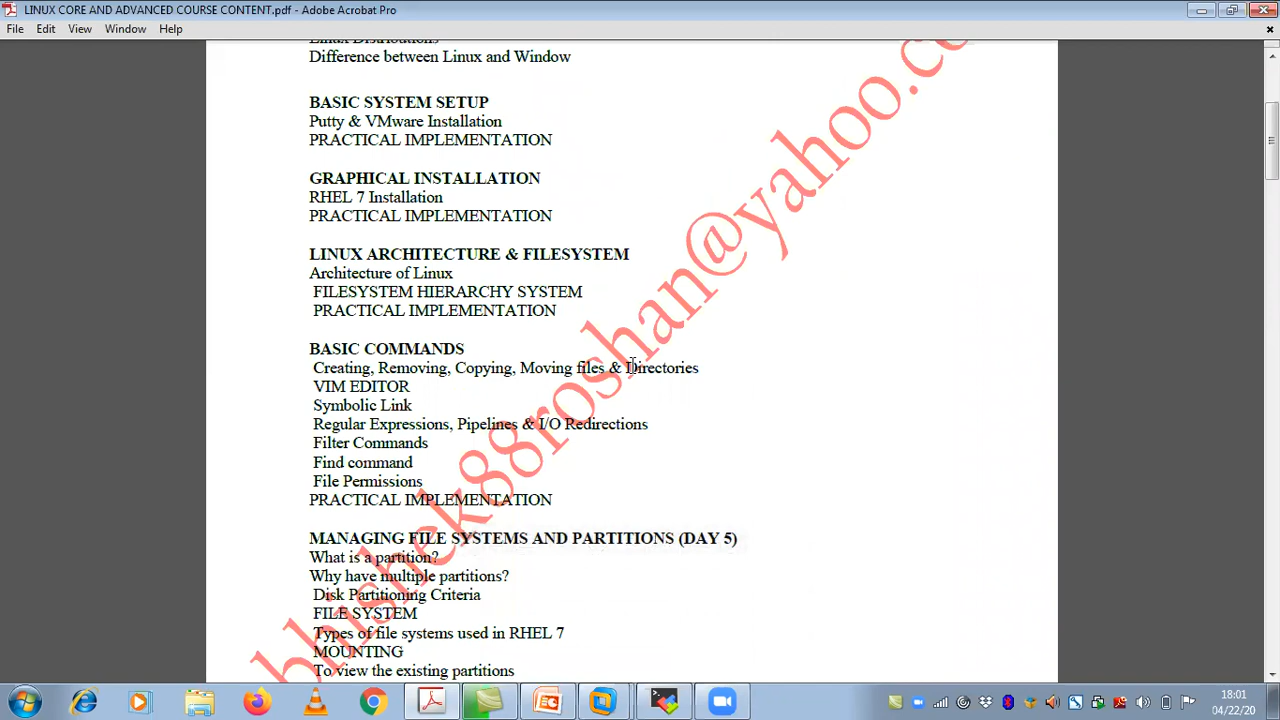 LINUX CORE AND ADVANCED COURSE CONTENT.pdf - Adobe Acrobat Pro
File Edit View Window Help
Linux Distributions
Difference between Linux and Window
BASIC SYSTEM SETUP
Putty & VMware Installation
PRACTICAL IMPLEMENTATION
GRAPHICAL INSTALLATION
RHEL 7 Installation
PRACTICAL IMPLEMENTATION
LINUX ARCHITECTURE & FILESYSTEM
Architecture of Linux
FILESYSTEM HIERARCHY SYSTEM
PRACTICAL IMPLEMENTATION
BASIC COMMANDS
Creating, Removing, Copying, Moving files & Directories
VIM EDITOR
Symbolic Link
Regular Expressions, Pipelines & I/O Redirections
Filter Commands
Find command
File Permissions
PRACTICAL IMPLEMENTATION
MANAGING FILE SYSTEMS AND PARTITIONS (DAY 5)
What is a partition?
Why have multiple partitions?
Disk Partitioning Criteria
FILE SYSTEM
Types of file systems used in RHEL 7
MOUNTING
To view the existing partitions
bhishek88roshan@yahoo.co
18:01
04/22/20